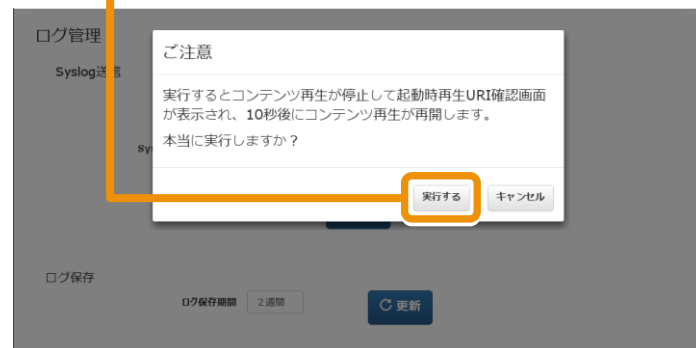 ログ管理
Syslog送信
ご注意
実行するとコンテンツ再生が停止して起動時再生URI確認画面
が表示され、10秒後にコンテンツ再生が再開します。
本当に実行しますか？
Sy
実行する
キャンセル
ログ保存
ログ保存期間
2週間
更新